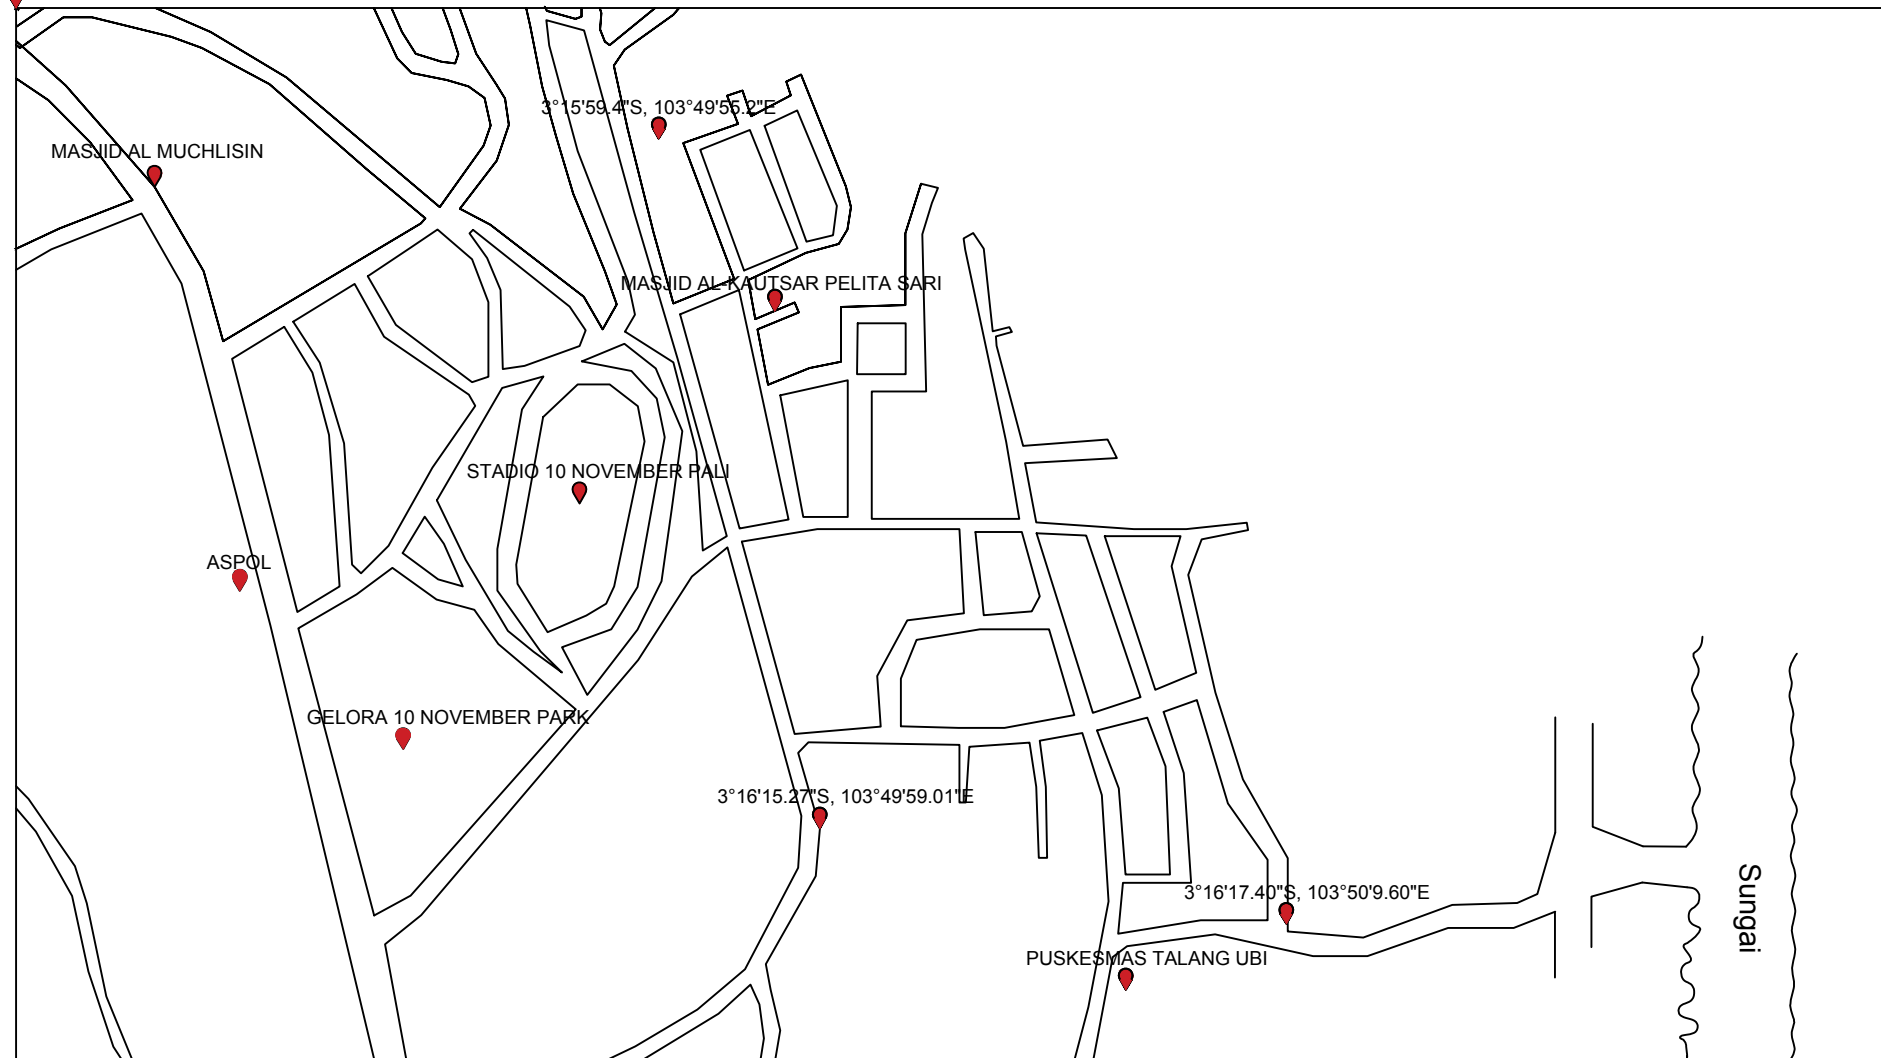 3°15'59.4"S, 103°49'55.2"E
MASJID AL MUCHLISIN
MASJID AL-KAUTSAR PELITA SARI
STADIO 10 NOVEMBER PALI
ASPOL
GELORA 10 NOVEMBER PARK
3°16'15.27"S, 103°49'59.01"E
3°16'17.40"S, 103°50'9.60"E
Sungai
PUSKESMAS TALANG UBI